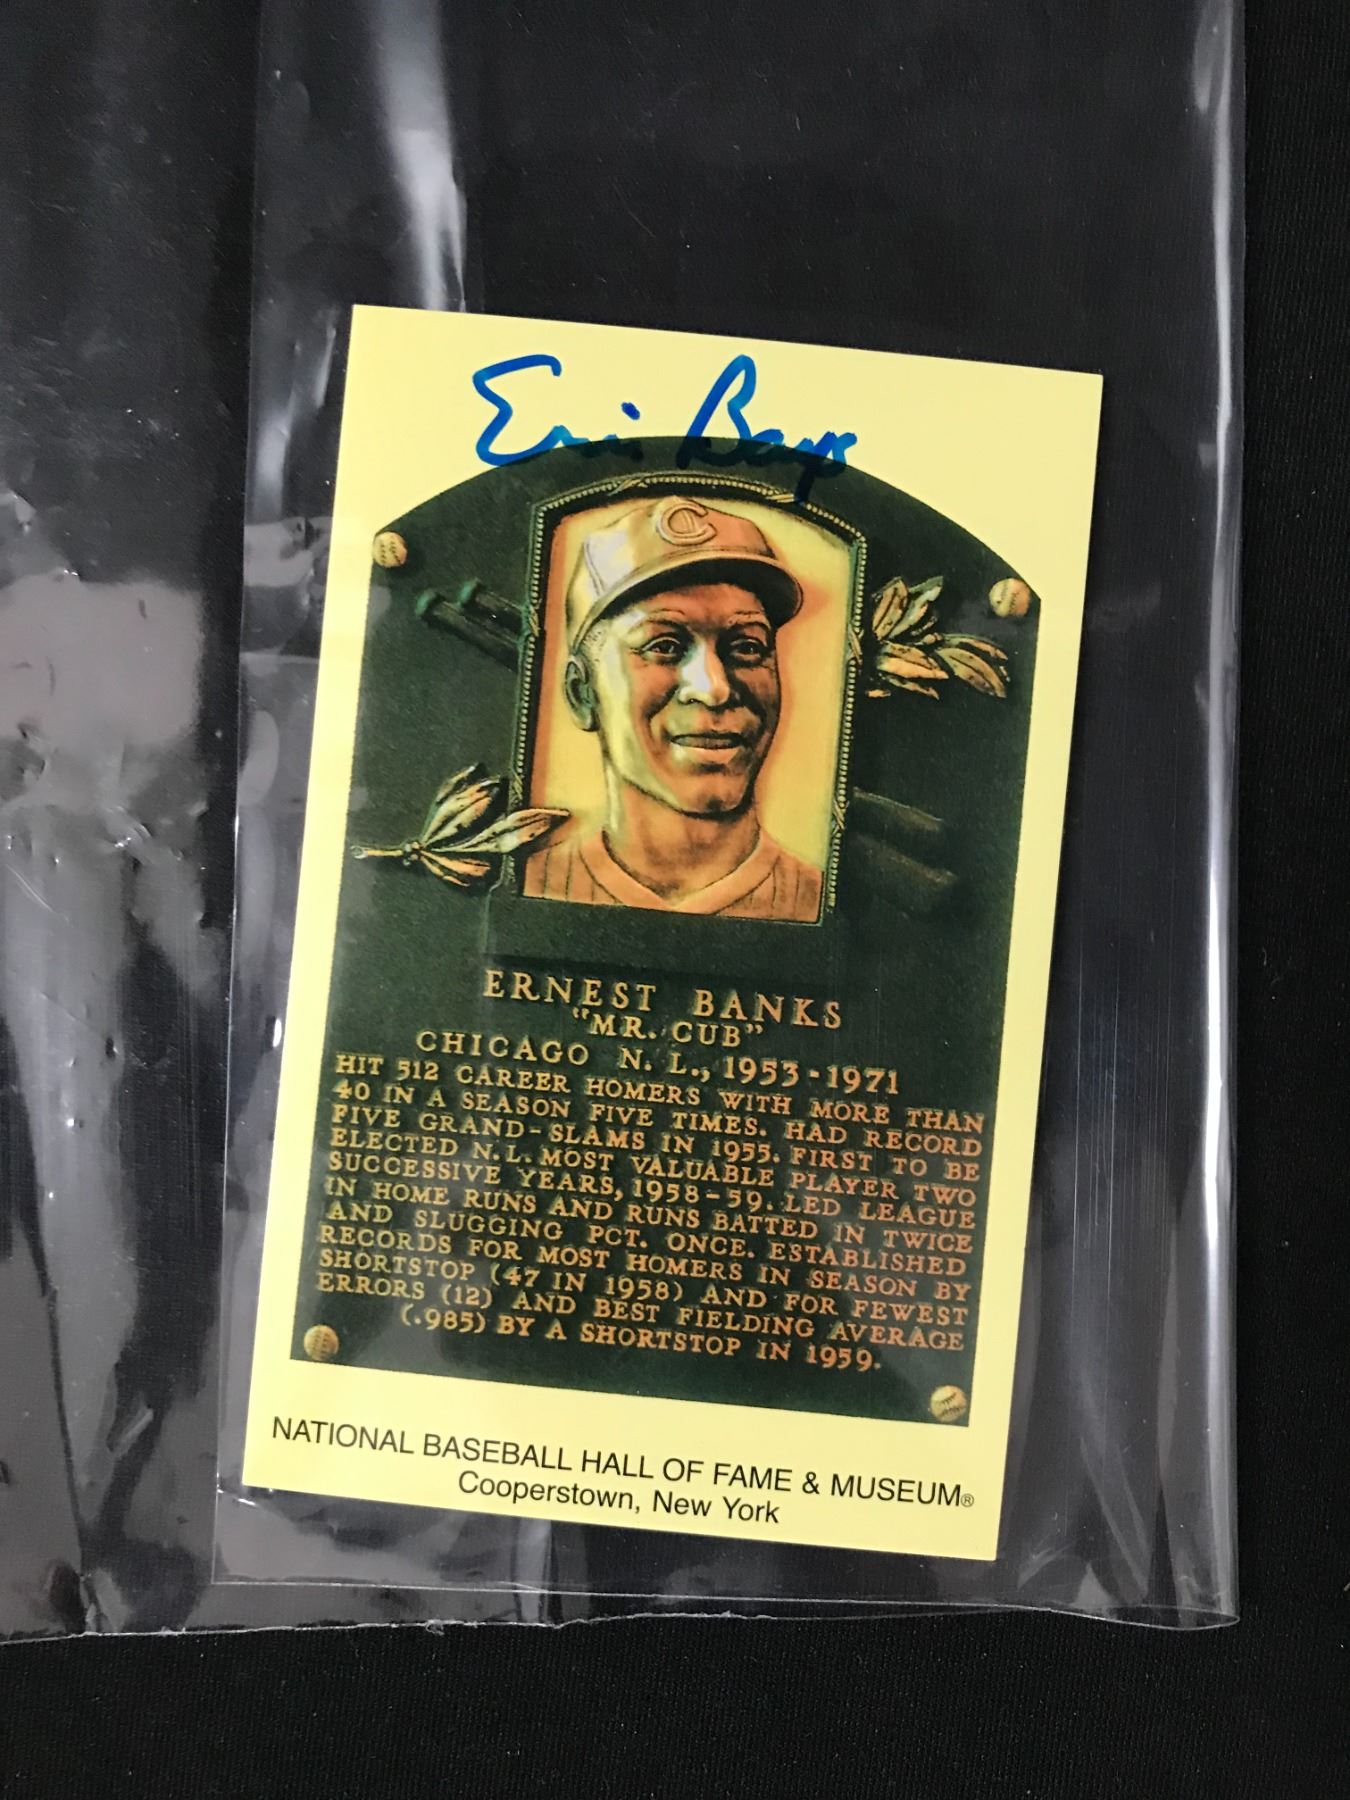 Ernie Banks
C
ERNEST BANKS
"MR. CUB"
CHICAGO N. L., 1953-1971
HIT 512 CAREER HOMERS WITH MORE THAN
40 IN A SEASON FIVE TIMES. HAD RECORD
FIVE GRAND-SLAMS IN 1955. FIRST TO BE
ELECTED N.L. MOST VALUABLE PLAYER TWO
SUCCESSIVE YEARS, 1958-59. LED LEAGUE
IN HOME RUNS AND RUNS BATTED IN TWICE
AND SLUGGING PCT. ONCE. ESTABLISHED
RECORDS FOR MOST HOMERS IN SEASON BY
SHORTSTOP (47 IN 1958) AND FOR FEWEST
ERRORS (12) AND BEST FIELDING AVERAGE
(.985) BY A SHORTSTOP IN 1959.
NATIONAL BASEBALL HALL OF FAME & MUSEUM®
Cooperstown, New York